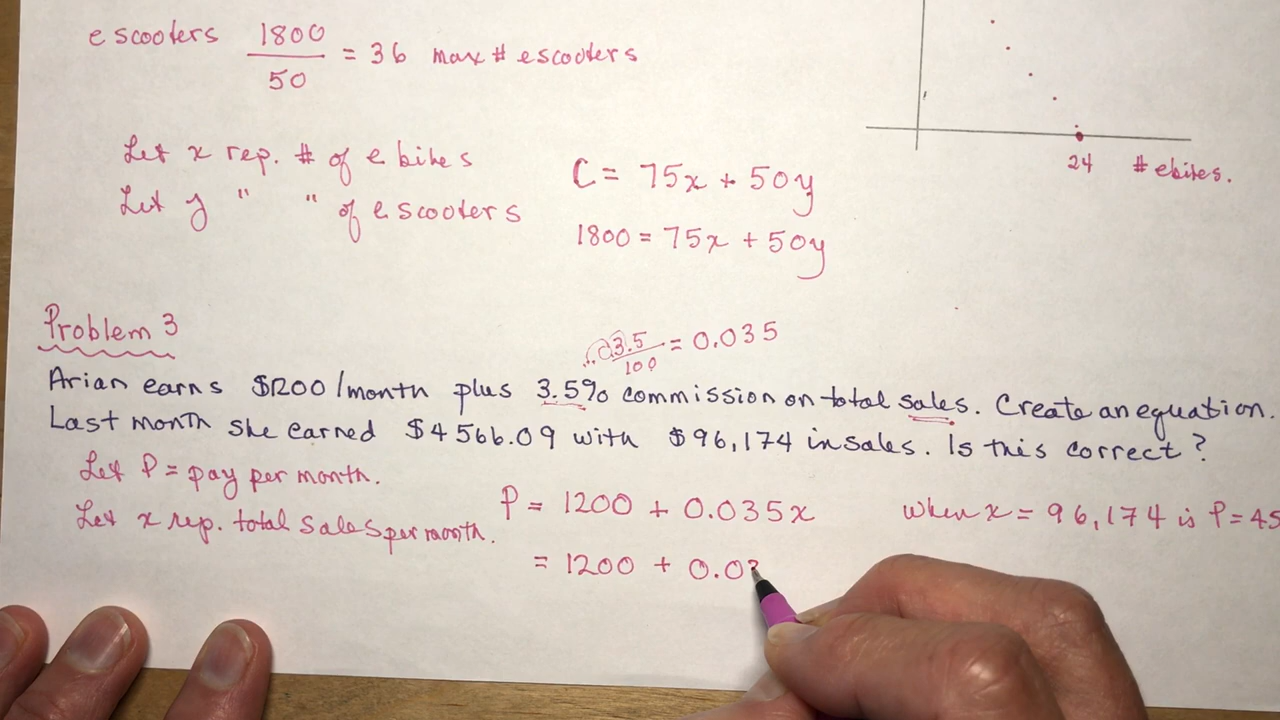 e scooters 1800
50
= 36 max # escooters
24 # ebikes.
Let x rep. # of e bikes
Let y " " of e scooters
C = 75x + 50y
1800 = 75x + 50y
Problem 3
3.5
100
= 0.035
Arian earns $1200/month plus 3.5% commission on total sales. Create an equation.
Last month she earned $4566.09 with $96,174 in sales. Is this correct?
Let P = pay per month.
Let x rep. total sales per month.
P = 1200 + 0.035x
when x = 96,174 is P = 45
= 1200 + 0.03